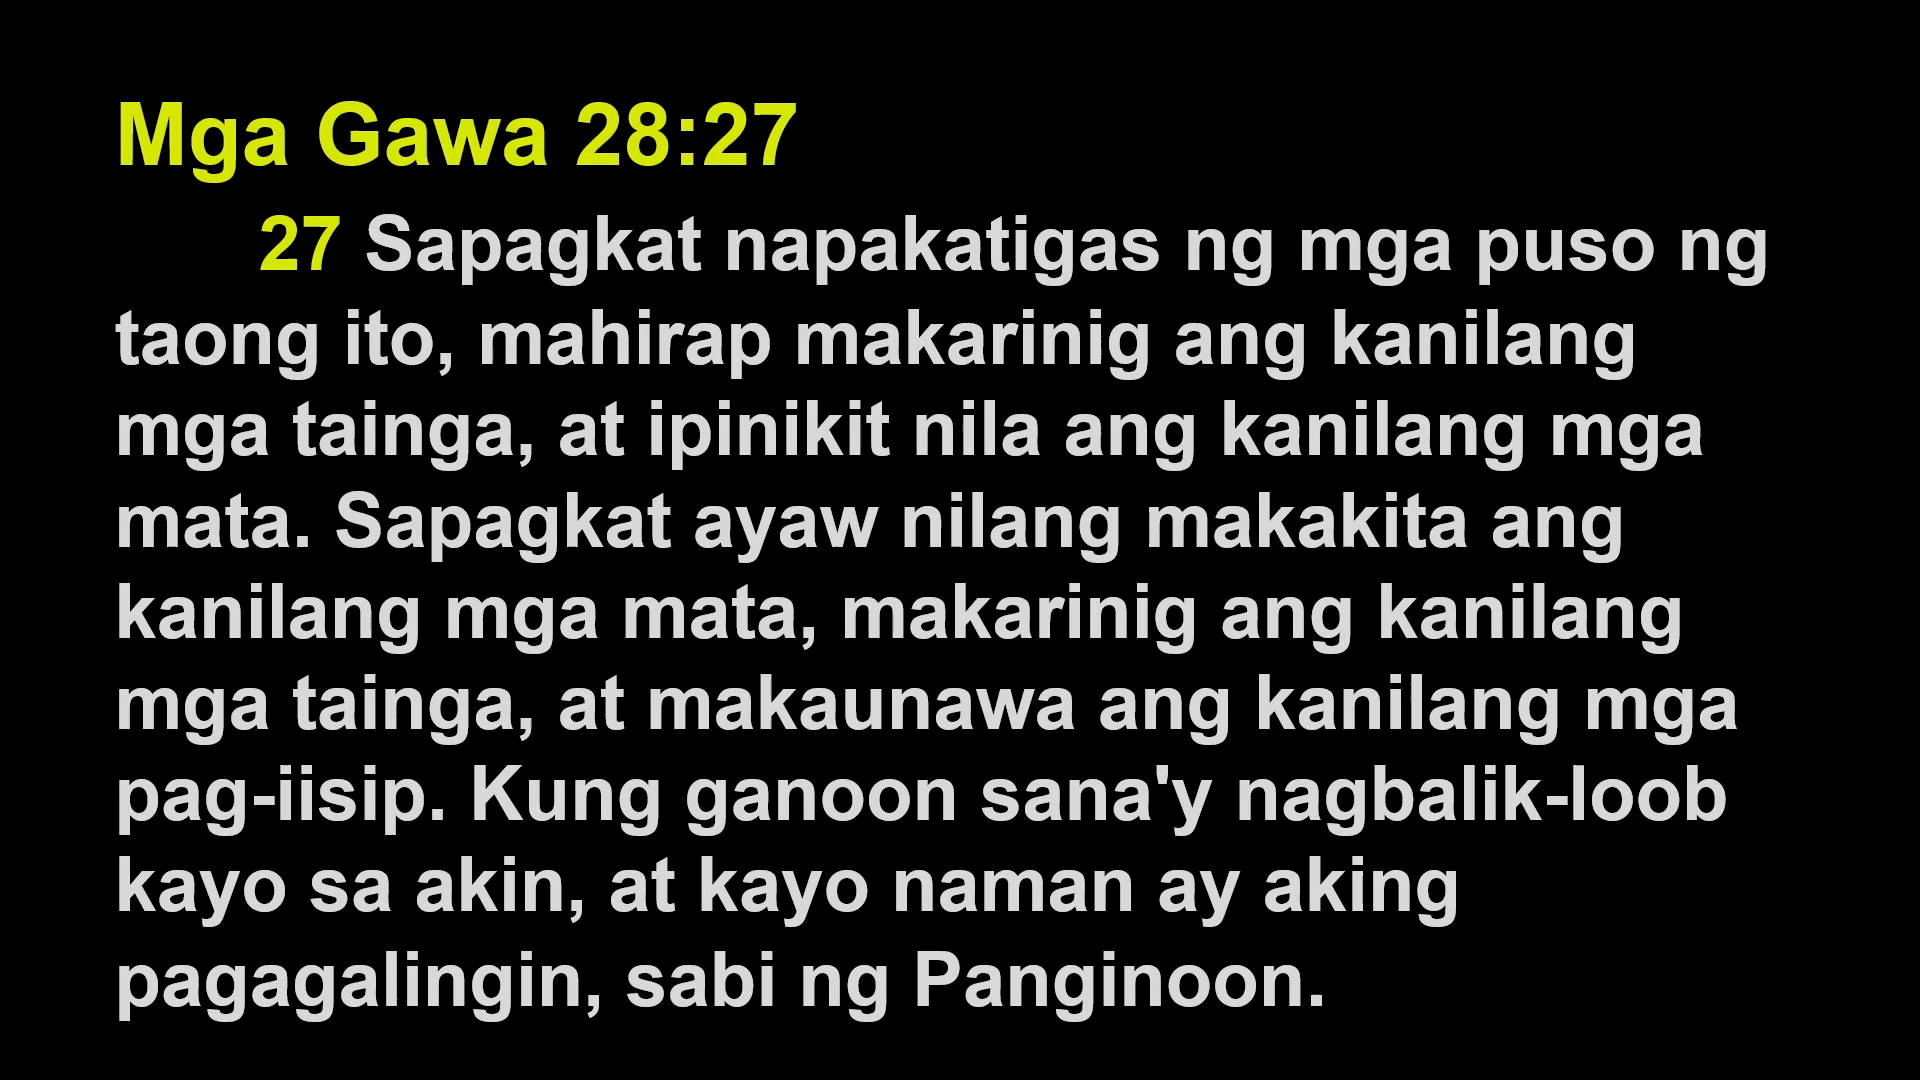 Mga Gawa 28:27
27 Sapagkat napakatigas ng mga puso ng
taong ito, mahirap makarinig ang kanilang
mga tainga, at ipinikit nila ang kanilang mga
mata. Sapagkat ayaw nilang makakita ang
kanilang mga mata, makarinig ang kanilang
mga tainga, at makaunawa ang kanilang mga
pag-iisip. Kung ganoon sana'y nagbalik-loob
kayo sa akin, at kayo naman ay aking
pagagalingin, sabi ng Panginoon.